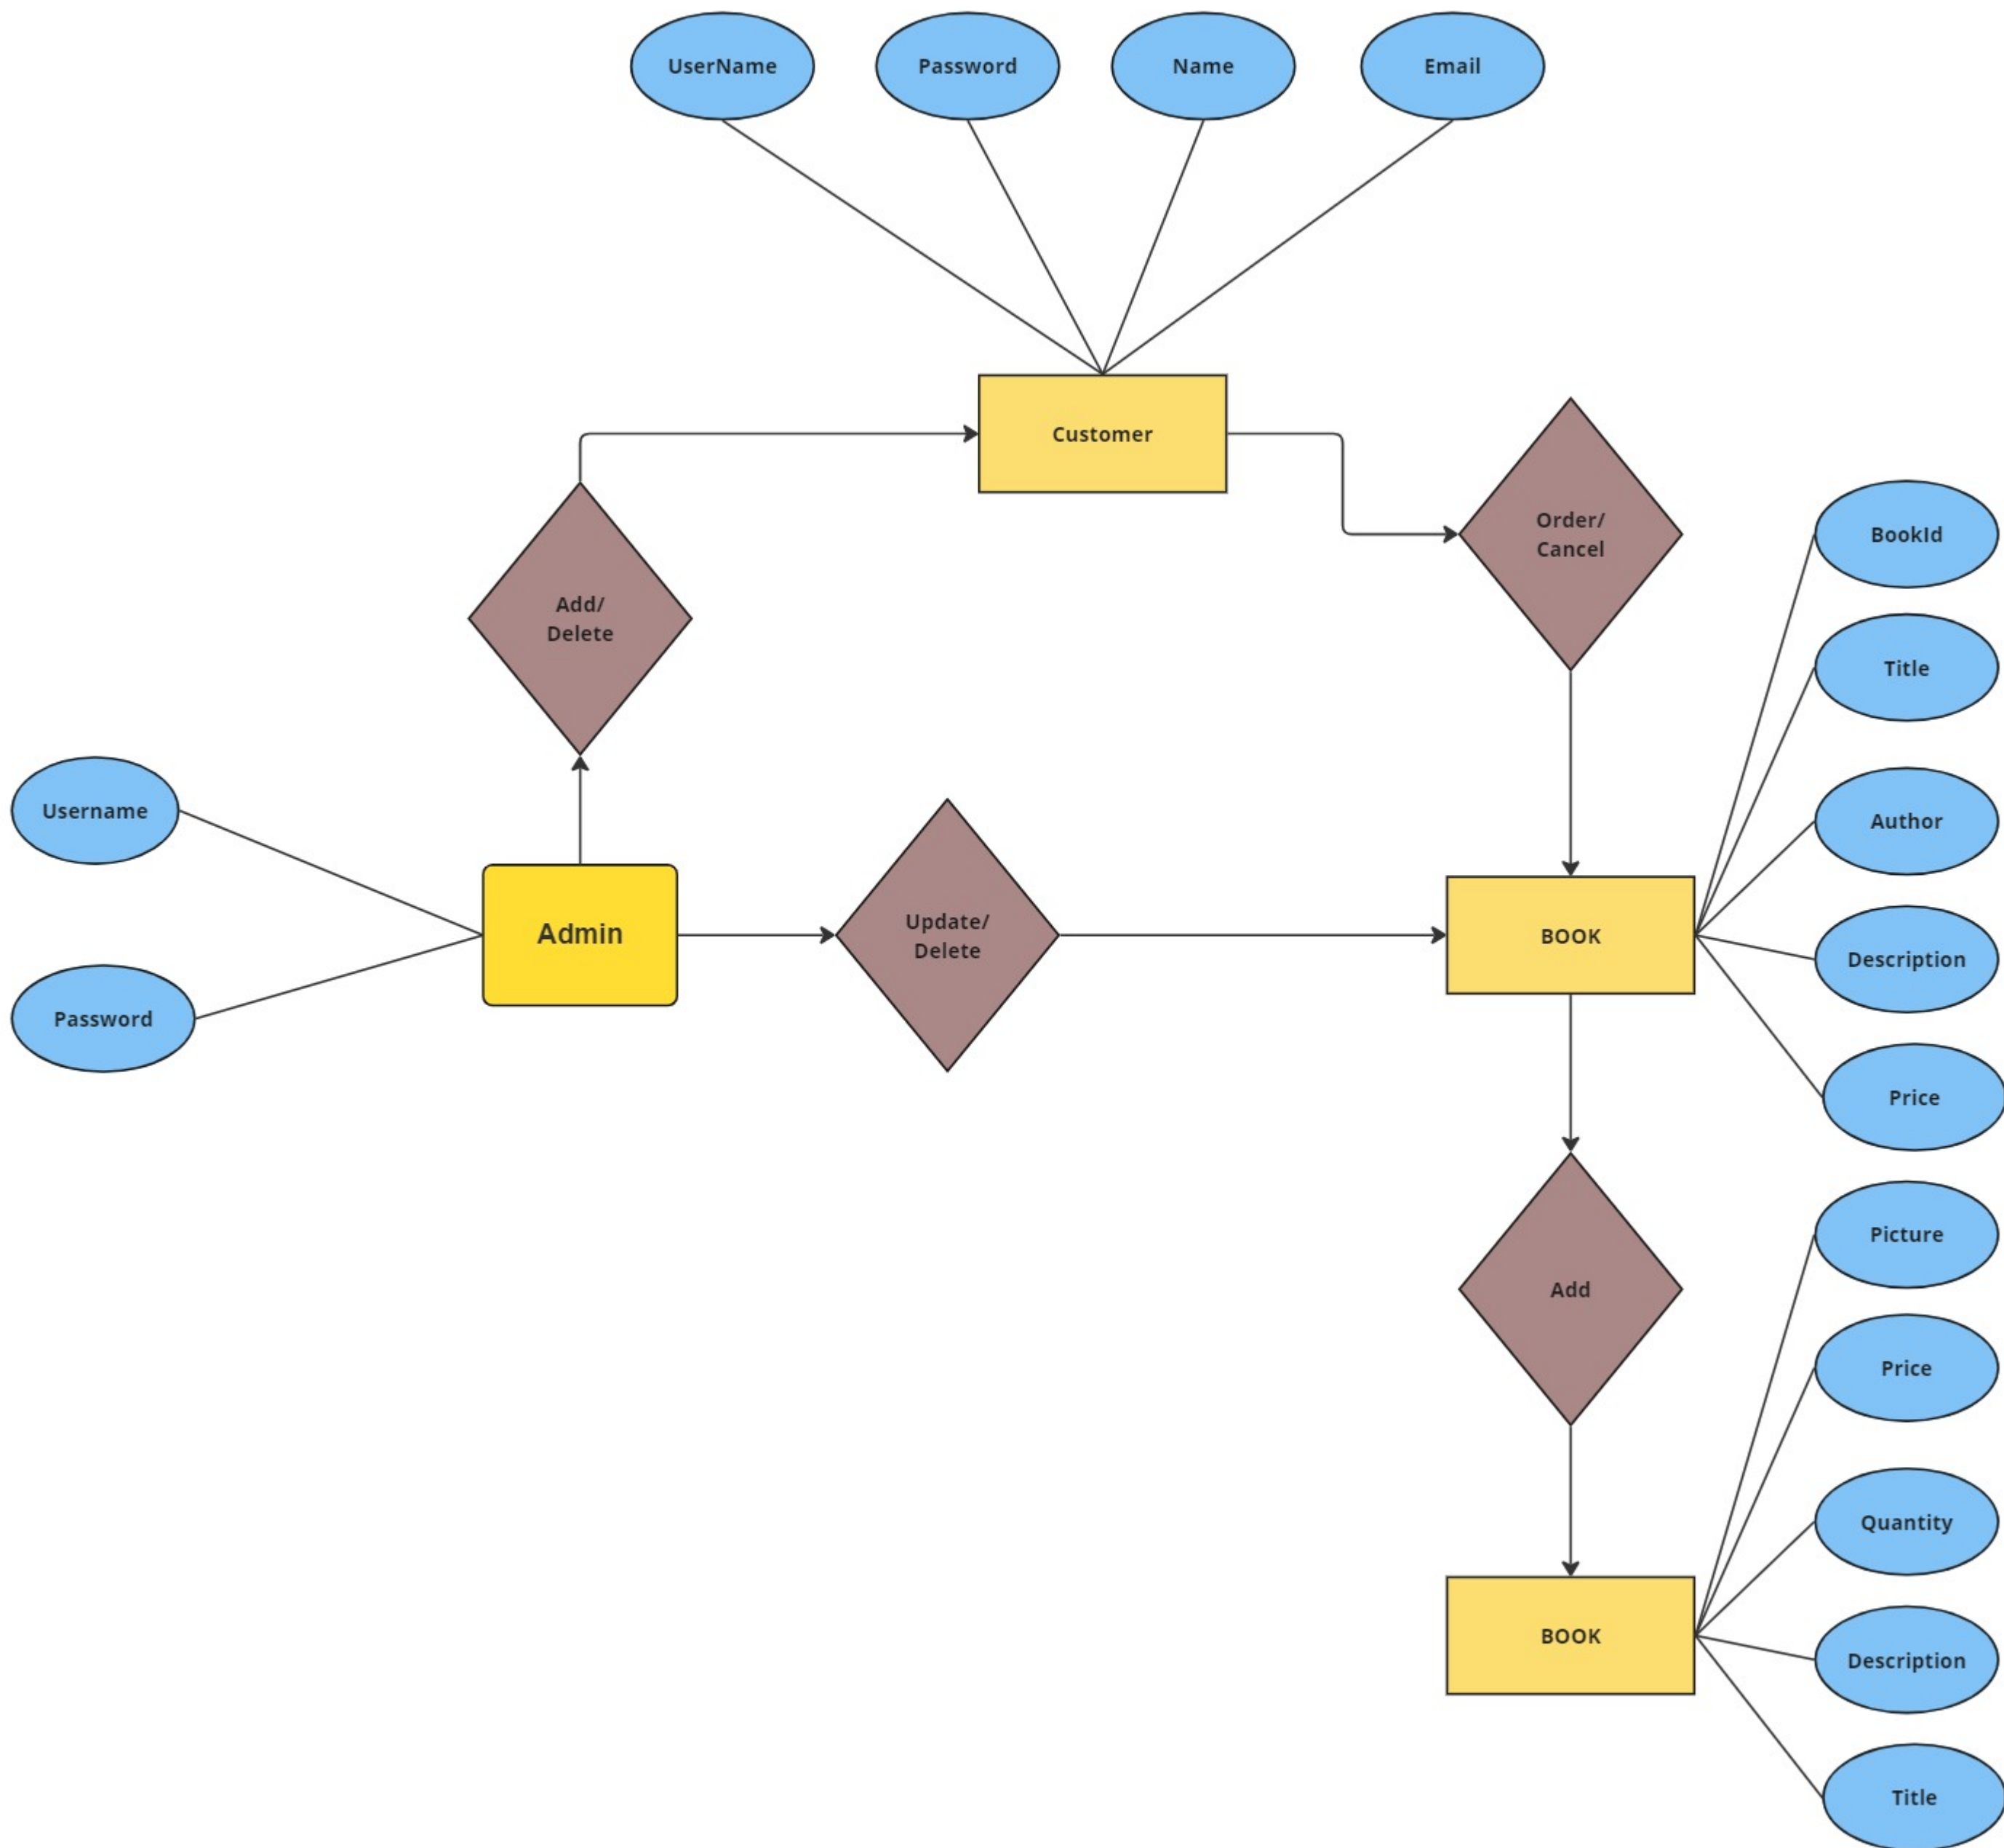 UserName
Password
Name
Email
Customer
Order/
Cancel
BookId
Add/
Delete
Title
Username
Author
Update/
Delete
Admin
BOOK
Description
Password
Price
Picture
Add
Price
Quantity
BOOK
Description
Title